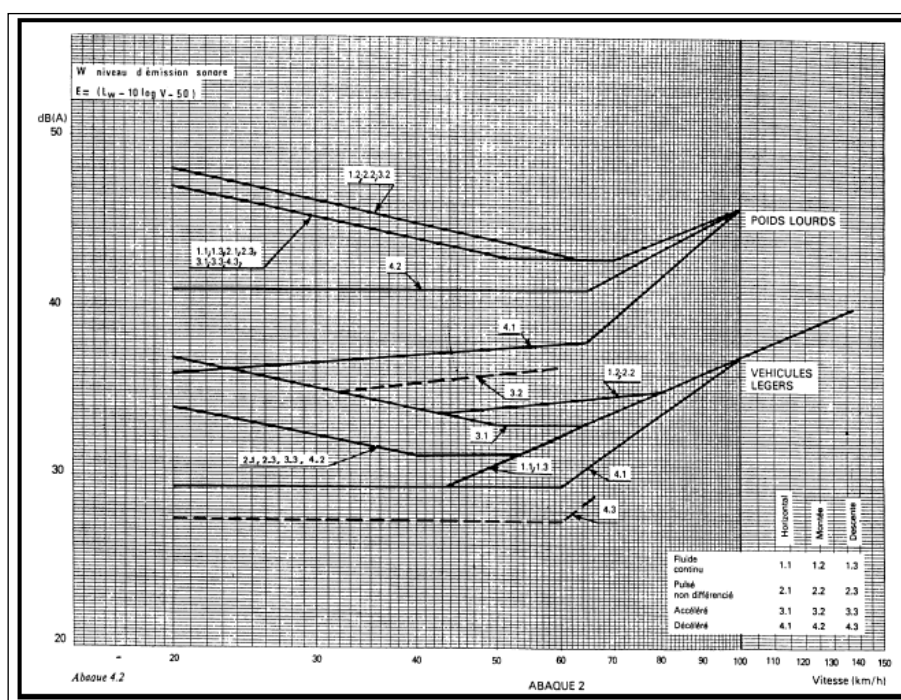 W niveau d'émission sonore
E= (Lw – 10 log V – 50)
dB(A)
50
40
30
20
1.2-2.2-3.2
1.1,1.3,2.1,2.3,
3.1,3.3-4.3,
4.2
4.1
3.2
1.2-2.2
3.1
2.1, 2.3, 3.3, 4.2
1.1,1.3
4.1
4.3
POIDS LOURDS
VEHICULES
LEGERS
Horizontal
Montée
Descente
Fluide
continu 1.1 1.2 1.3
Pulsé
non différencié 2.1 2.2 2.3
Accéléré 3.1 3.2 3.3
Décéléré 4.1 4.2 4.3
20 30 40 50 60 70 80 90 100 110 120 130 140 150
Abaque 4.2
ABAQUE 2
Vitesse (km/h)